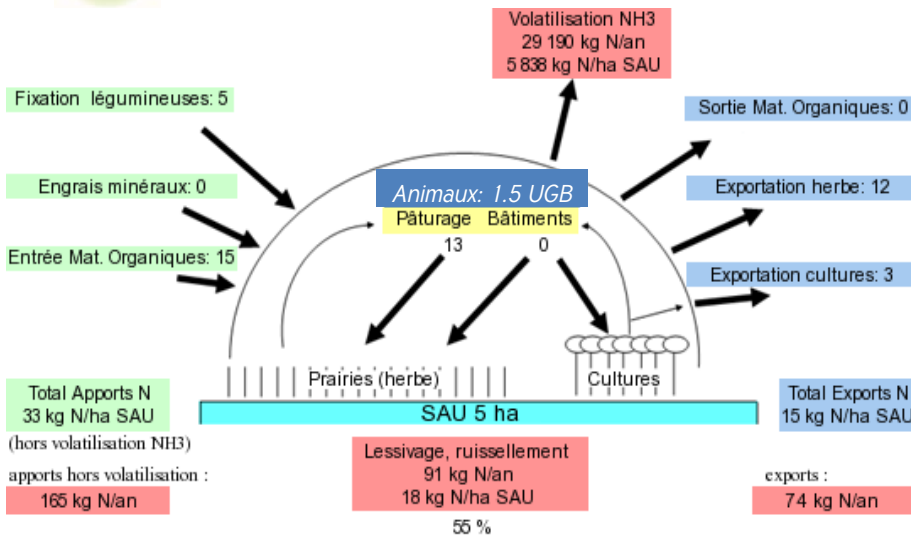 Volatilisation NH3
29 190 kg N/an
5 838 kg N/ha SAU
Fixation légumineuses: 5
Sortie Mat. Organiques: 0
Engrais minéraux: 0
Animaux: 1.5 UGB
Exportation herbe: 12
Pâturage Bâtiments
13 0
Entrée Mat. Organiques: 15
Exportation cultures: 3
Prairies (herbe)
Cultures
Total Apports N
33 kg N/ha SAU
SAU 5 ha
Total Exports N
15 kg N/ha SAU
(hors volatilisation NH3)
apports hors volatilisation :
165 kg N/an
Lessivage, ruissellement
91 kg N/an
18 kg N/ha SAU
55 %
exports :
74 kg N/an